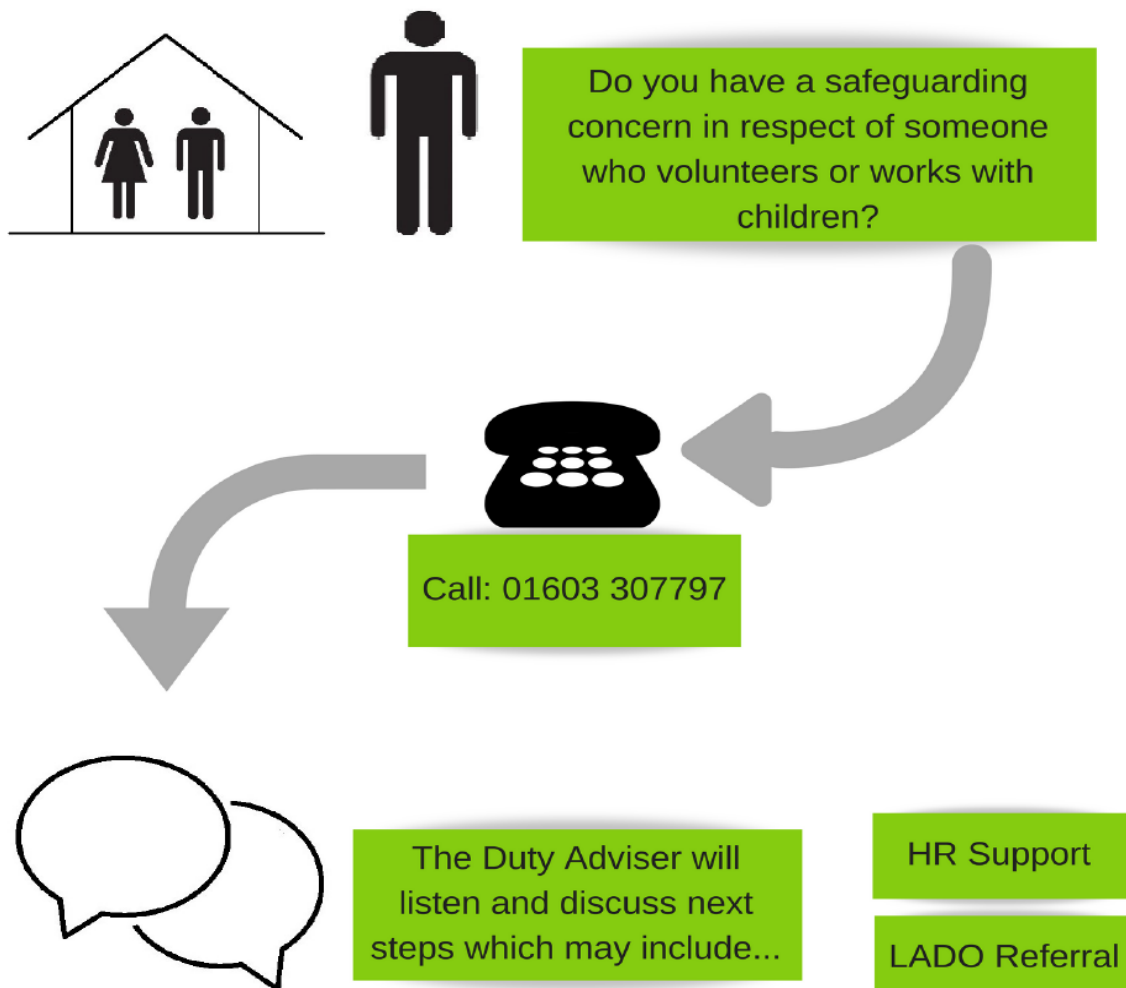 Do you have a safeguarding
concern in respect of someone
who volunteers or works with
children?
Call: 01603 307797
The Duty Adviser will
listen and discuss next
steps which may include...
HR Support
LADO Referral